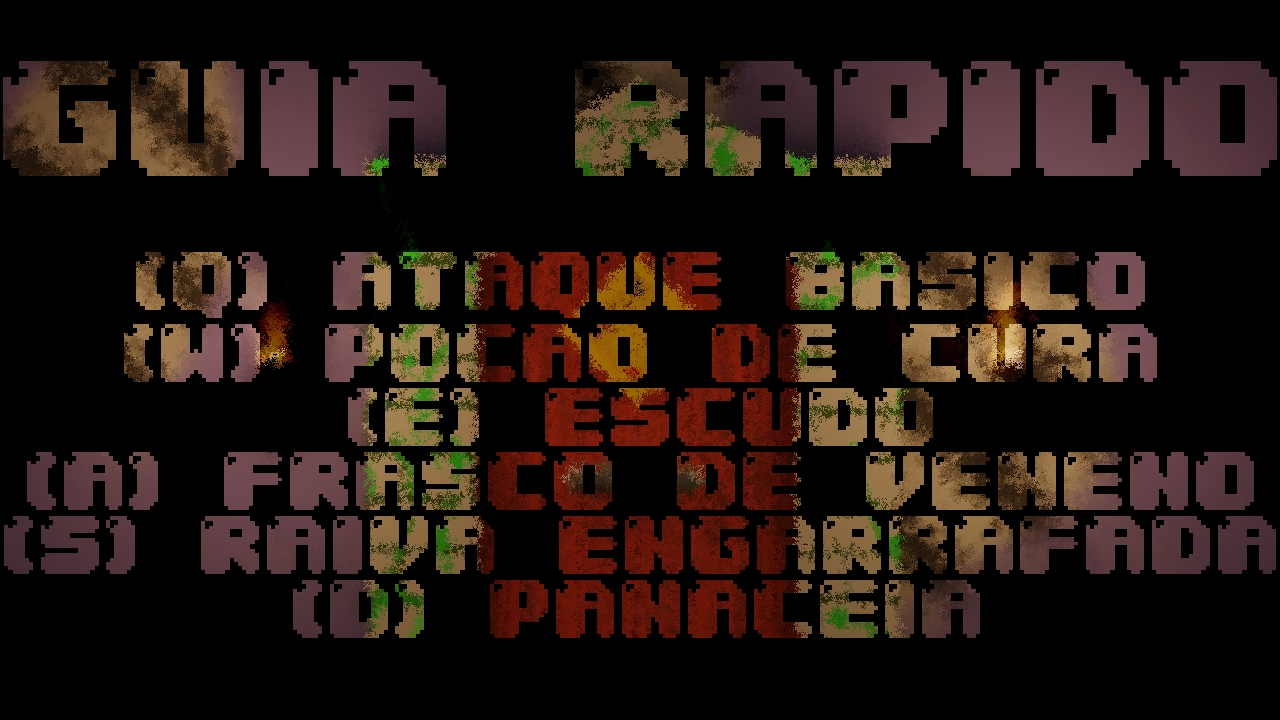 GUIA RAPIDO
(Q) ATAQUE BASICO
(W) POCAO DE CURA
(E) ESCUDO
(A) FRASCO DE VENENO
(S) RAIVA ENGARRAFADA
(D) PANACEIA